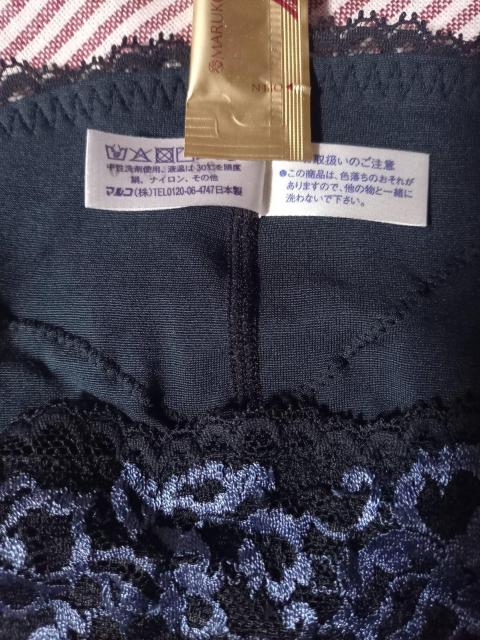 MARUKO
OPEN
中性洗剤使用、液温は30℃を限度
絹、ナイロン、その他
マルコ(株)TEL0120-06-4747日本製
取扱いのご注意
●この商品は、色落ちのおそれが
ありますので、他の物と一緒に
洗わないで下さい。